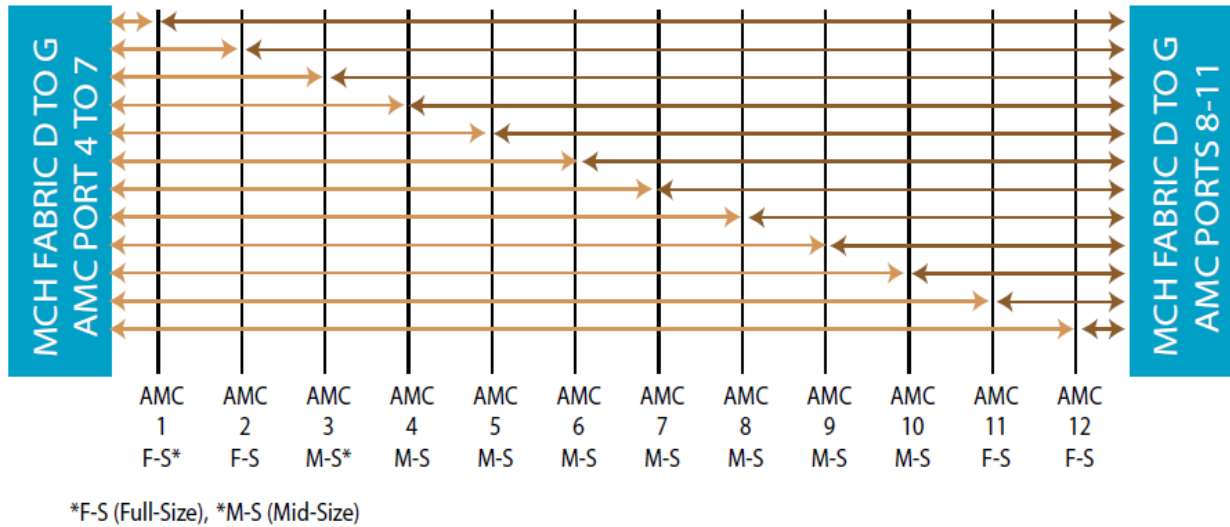 MCH FABRIC D TO G
AMC PORT 4 TO 7
MCH FABRIC D TO G
AMC PORTS 8-11
AMC AMC AMC AMC AMC AMC AMC AMC AMC AMC AMC AMC
1 2 3 4 5 6 7 8 9 10 11 12
F-S* F-S M-S* M-S M-S M-S M-S M-S M-S M-S F-S F-S
*F-S (Full-Size), *M-S (Mid-Size)